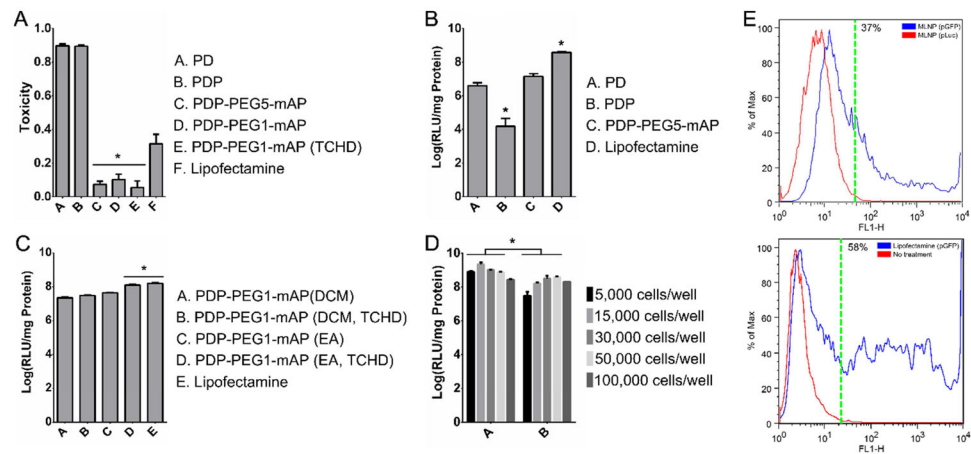 A
Toxicity
1.0
0.8
0.6
0.4
0.2
0.0
*
A B C D E F
A. PD
B. PDP
C. PDP-PEG5-mAP
D. PDP-PEG1-mAP
E. PDP-PEG1-mAP (TCHD)
F. Lipofectamine
B
Log(RLU/mg Protein)
10
8
6
4
2
0
*
*
A B C D
A. PD
B. PDP
C. PDP-PEG5-mAP
D. Lipofectamine
C
Log(RLU/mg Protein)
10
8
6
4
2
0
*
A B C D E
A. PDP-PEG1-mAP(DCM)
B. PDP-PEG1-mAP (DCM, TCHD)
C. PDP-PEG1-mAP (EA)
D. PDP-PEG1-mAP (EA, TCHD)
E. Lipofectamine
D
Log(RLU/mg Protein)
10
8
6
4
2
0
*
A B
5,000 cells/well
15,000 cells/well
30,000 cells/well
50,000 cells/well
100,000 cells/well
E
37%
MLNP (pGFP)
MLNP (pLuc)
% of Max
100
80
60
40
20
0
10⁰ 10¹ 10² 10³ 10⁴
FL1-H
58%
Lipofectamine (pGFP)
No treatment
% of Max
100
80
60
40
20
0
10⁰ 10¹ 10² 10³ 10⁴
FL1-H